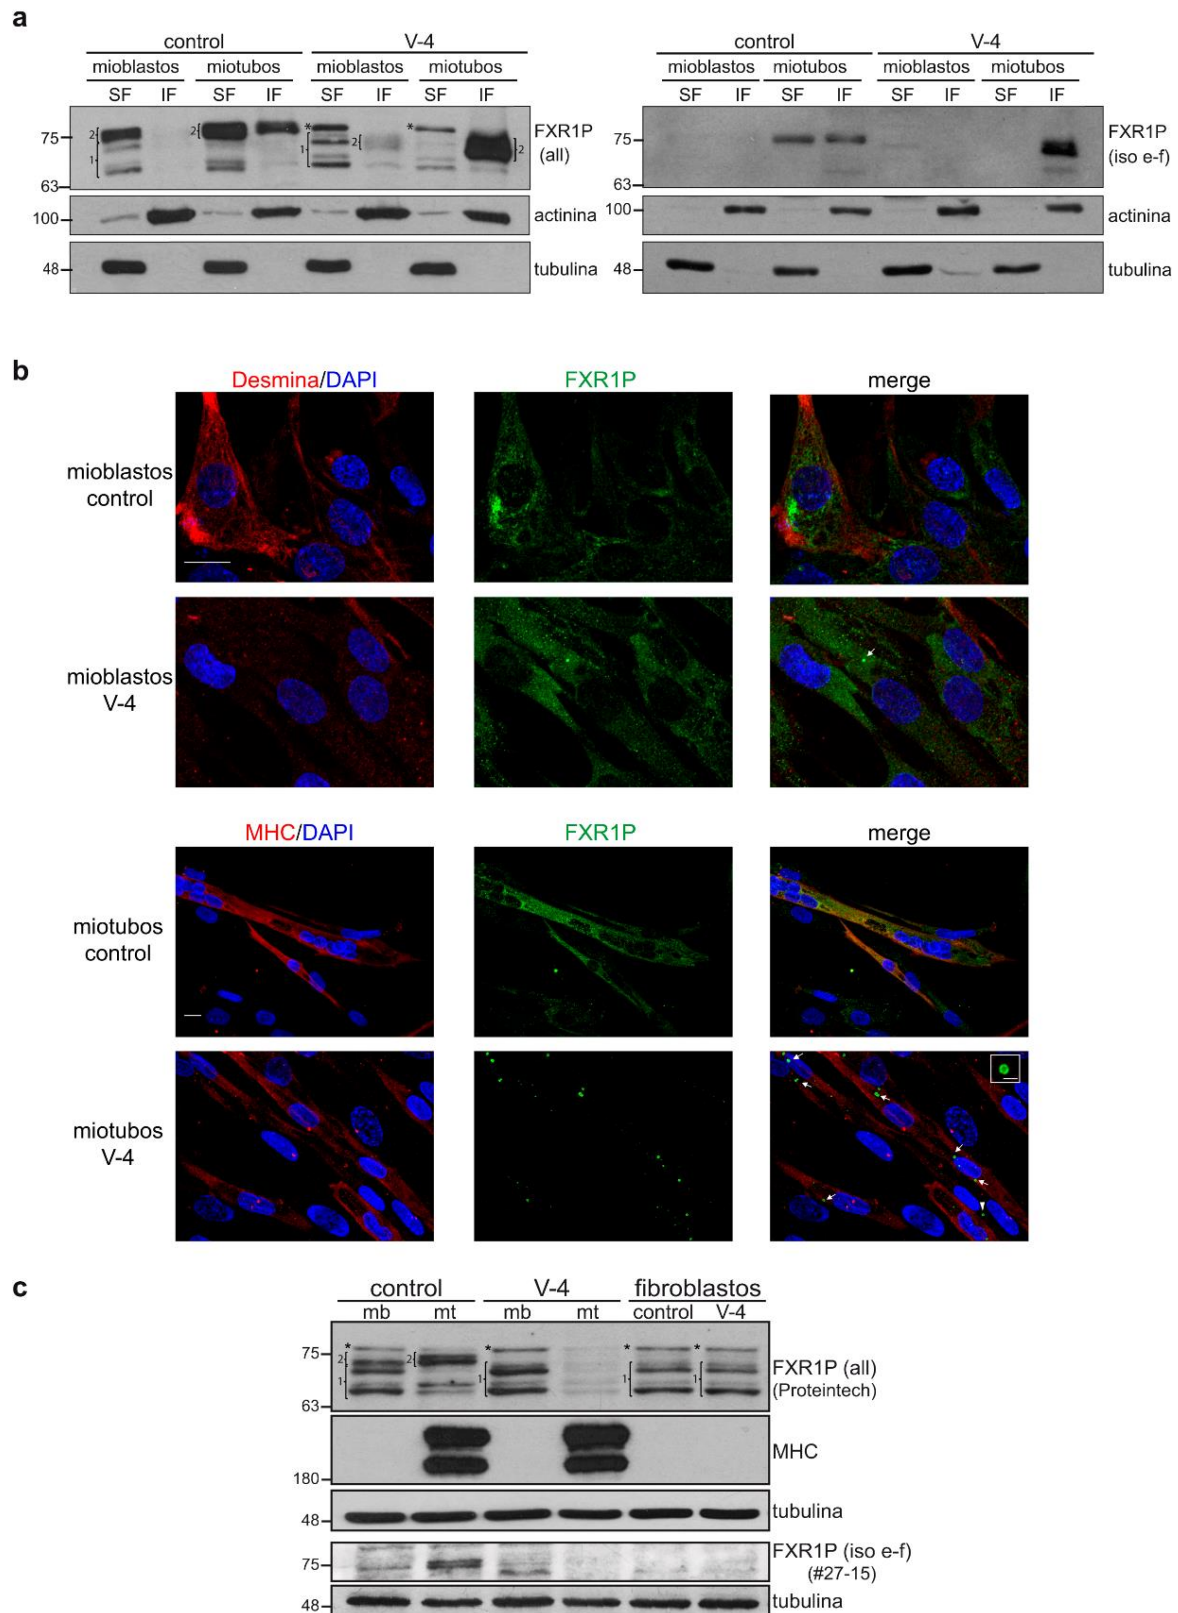 a
control V-4
mioblastos miotubos mioblastos miotubos
SF IF SF IF SF IF SF IF
75
63
2
1
2
*
1
2
*
2
FXR1P
(all)
100
actinina
48
tubulina
control V-4
mioblastos miotubos mioblastos miotubos
SF IF SF IF SF IF SF IF
75
63
FXR1P
(iso e-f)
100
actinina
48
tubulina
b
Desmina/DAPI FXR1P merge
mioblastos
control
mioblastos
V-4
MHC/DAPI FXR1P merge
miotubos
control
miotubos
V-4
c
control V-4 fibroblastos
mb mt mb mt control V-4
75
63
*
2
1
2
*
1
*
1
*
1
FXR1P (all)
(Proteintech)
MHC
180
48
tubulina
FXR1P (iso e-f)
75
(#27-15)
48
tubulina